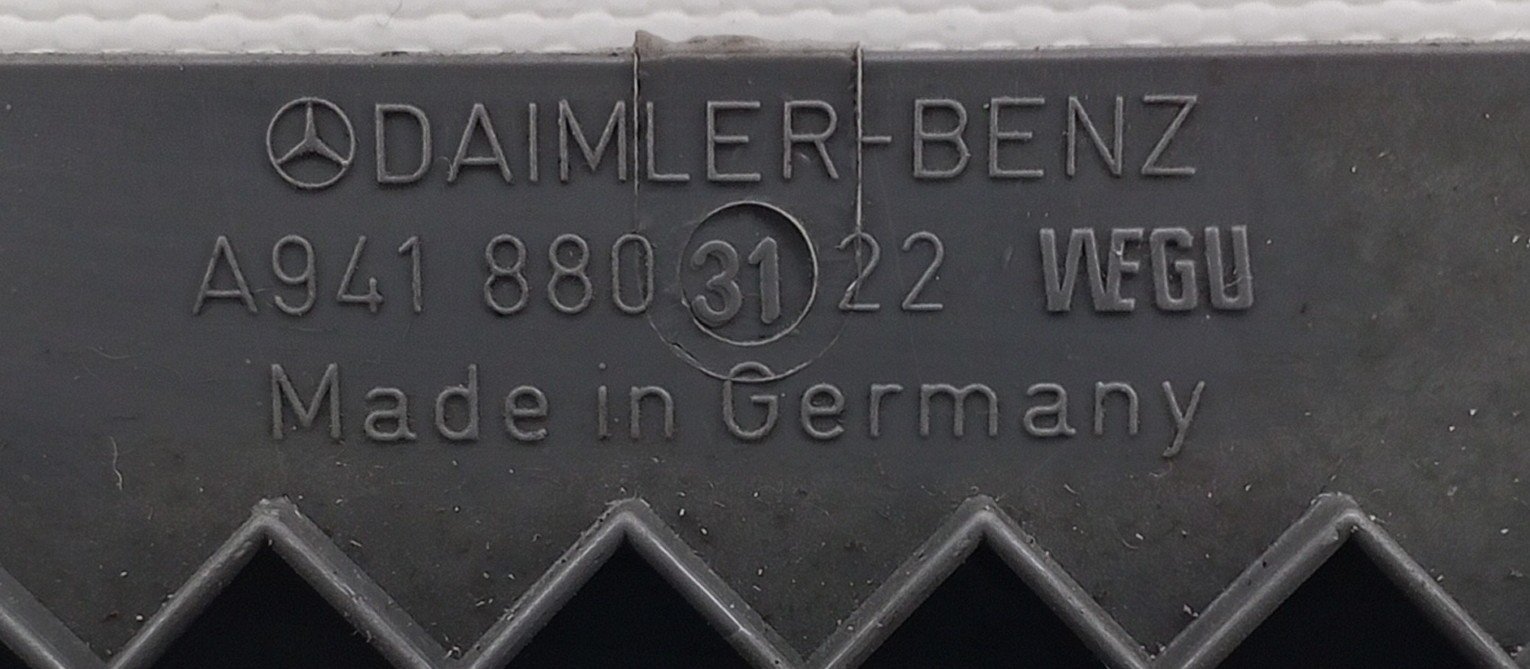 DAIMLER-BENZ
A941 880 31 22 WEGU
Made in Germany